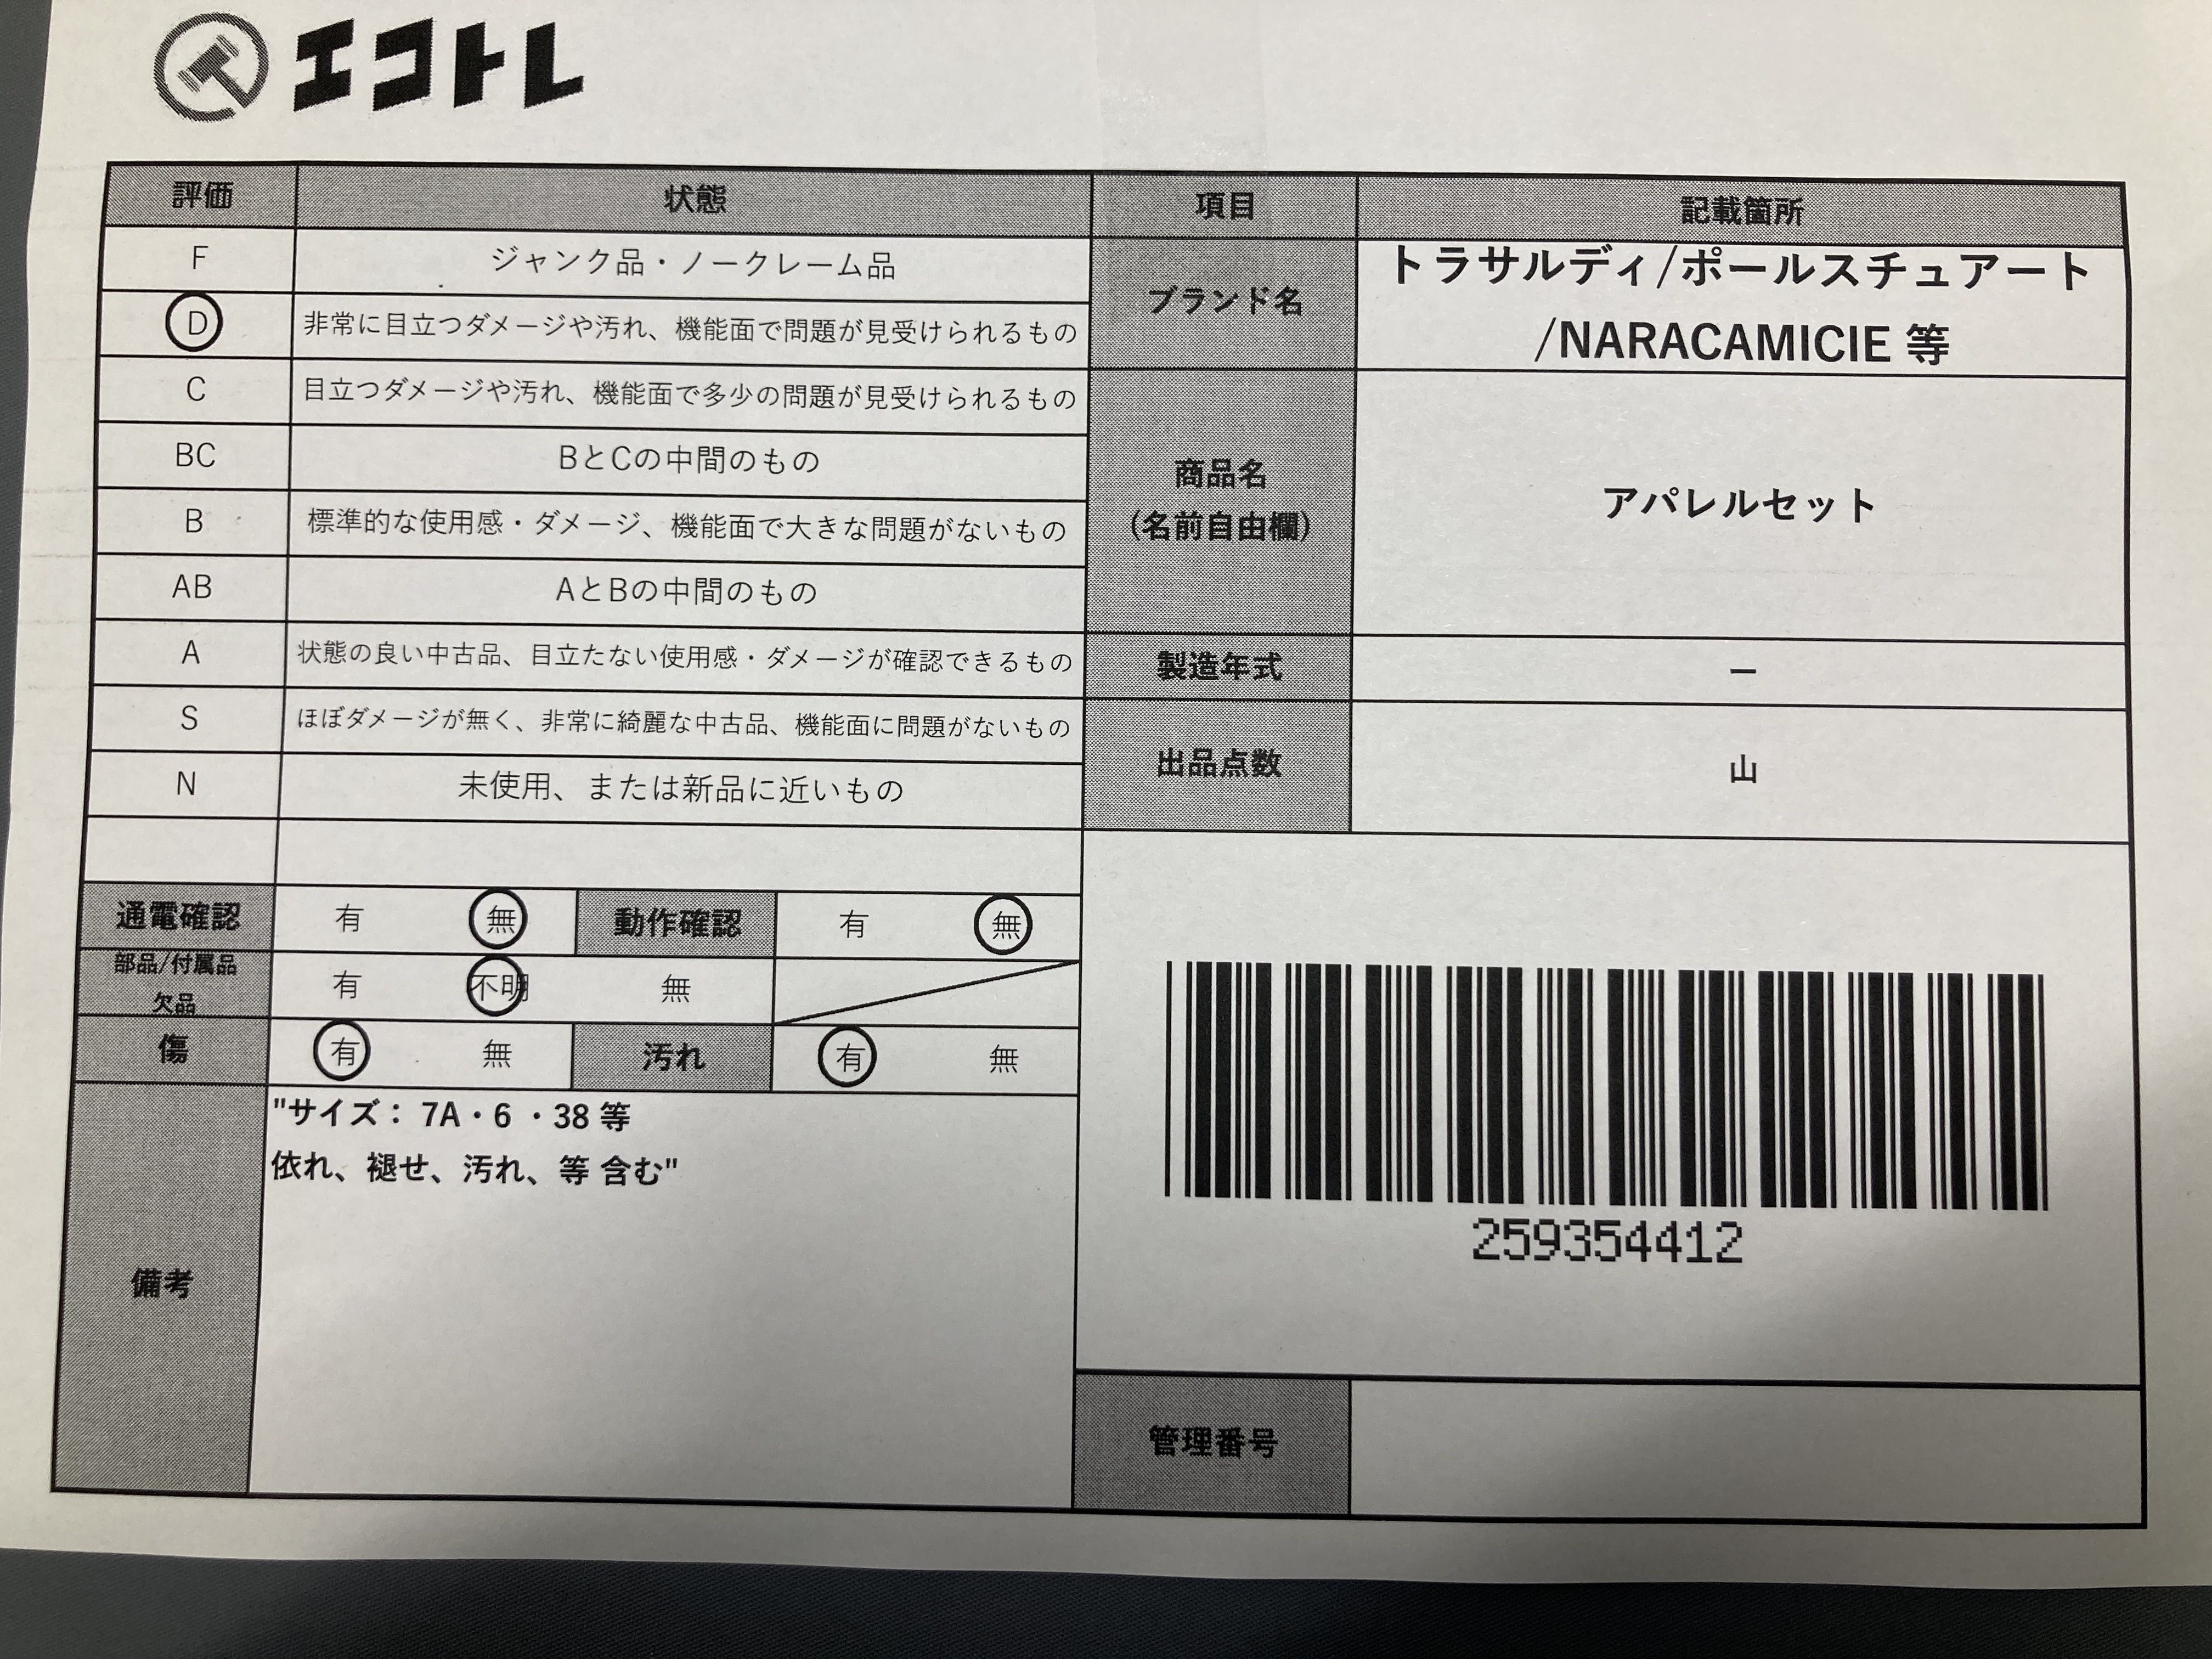 エコトレ
評価 状態 項目 記載箇所
F ジャンク品・ノークレーム品
D 非常に目立つダメージや汚れ、機能面で問題が見受けられるもの
C 目立つダメージや汚れ、機能面で多少の問題が見受けられるもの
BC BとCの中間のもの
B 標準的な使用感・ダメージ、機能面で大きな問題がないもの
AB AとBの中間のもの
A 状態の良い中古品、目立たない使用感・ダメージが確認できるもの
S ほぼダメージが無く、非常に綺麗な中古品、機能面に問題がないもの
N 未使用、または新品に近いもの
ブランド名
トラサルディ/ポールスチュアート
/NARACAMICIE 等
商品名
(名前自由欄)
アパレルセット
製造年式 ー
出品点数 山
通電確認 有 無 動作確認 有 無
部品/付属品
欠品
有 不明 無
傷 有 無 汚れ 有 無
備考
"サイズ： 7A・6 ・38 等
依れ、褪せ、汚れ、等 含む"
259354412
管理番号